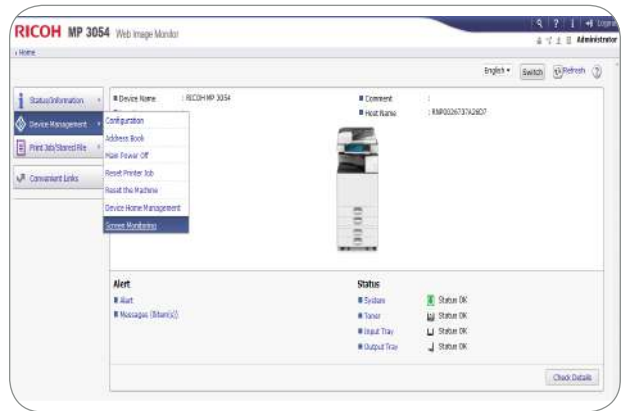 RICOH MP 3054 Web Image Monitor
Administrator
Home
English
Switch
Refresh
Status/Information
Device Name : RICOH MP 3054
Comment :
Host Name : RNP0026737A26D7
Device Management
Configuration
Address Book
Main Power Off
Print Job/Stored File
Reset Printer Job
Convenient Links
Reset the Machine
Device Home Management
Screen Monitoring
Alert
Status
Alert
System Status OK
Messages (0item(s))
Toner Status OK
Input Tray Status OK
Output Tray Status OK
Check Details